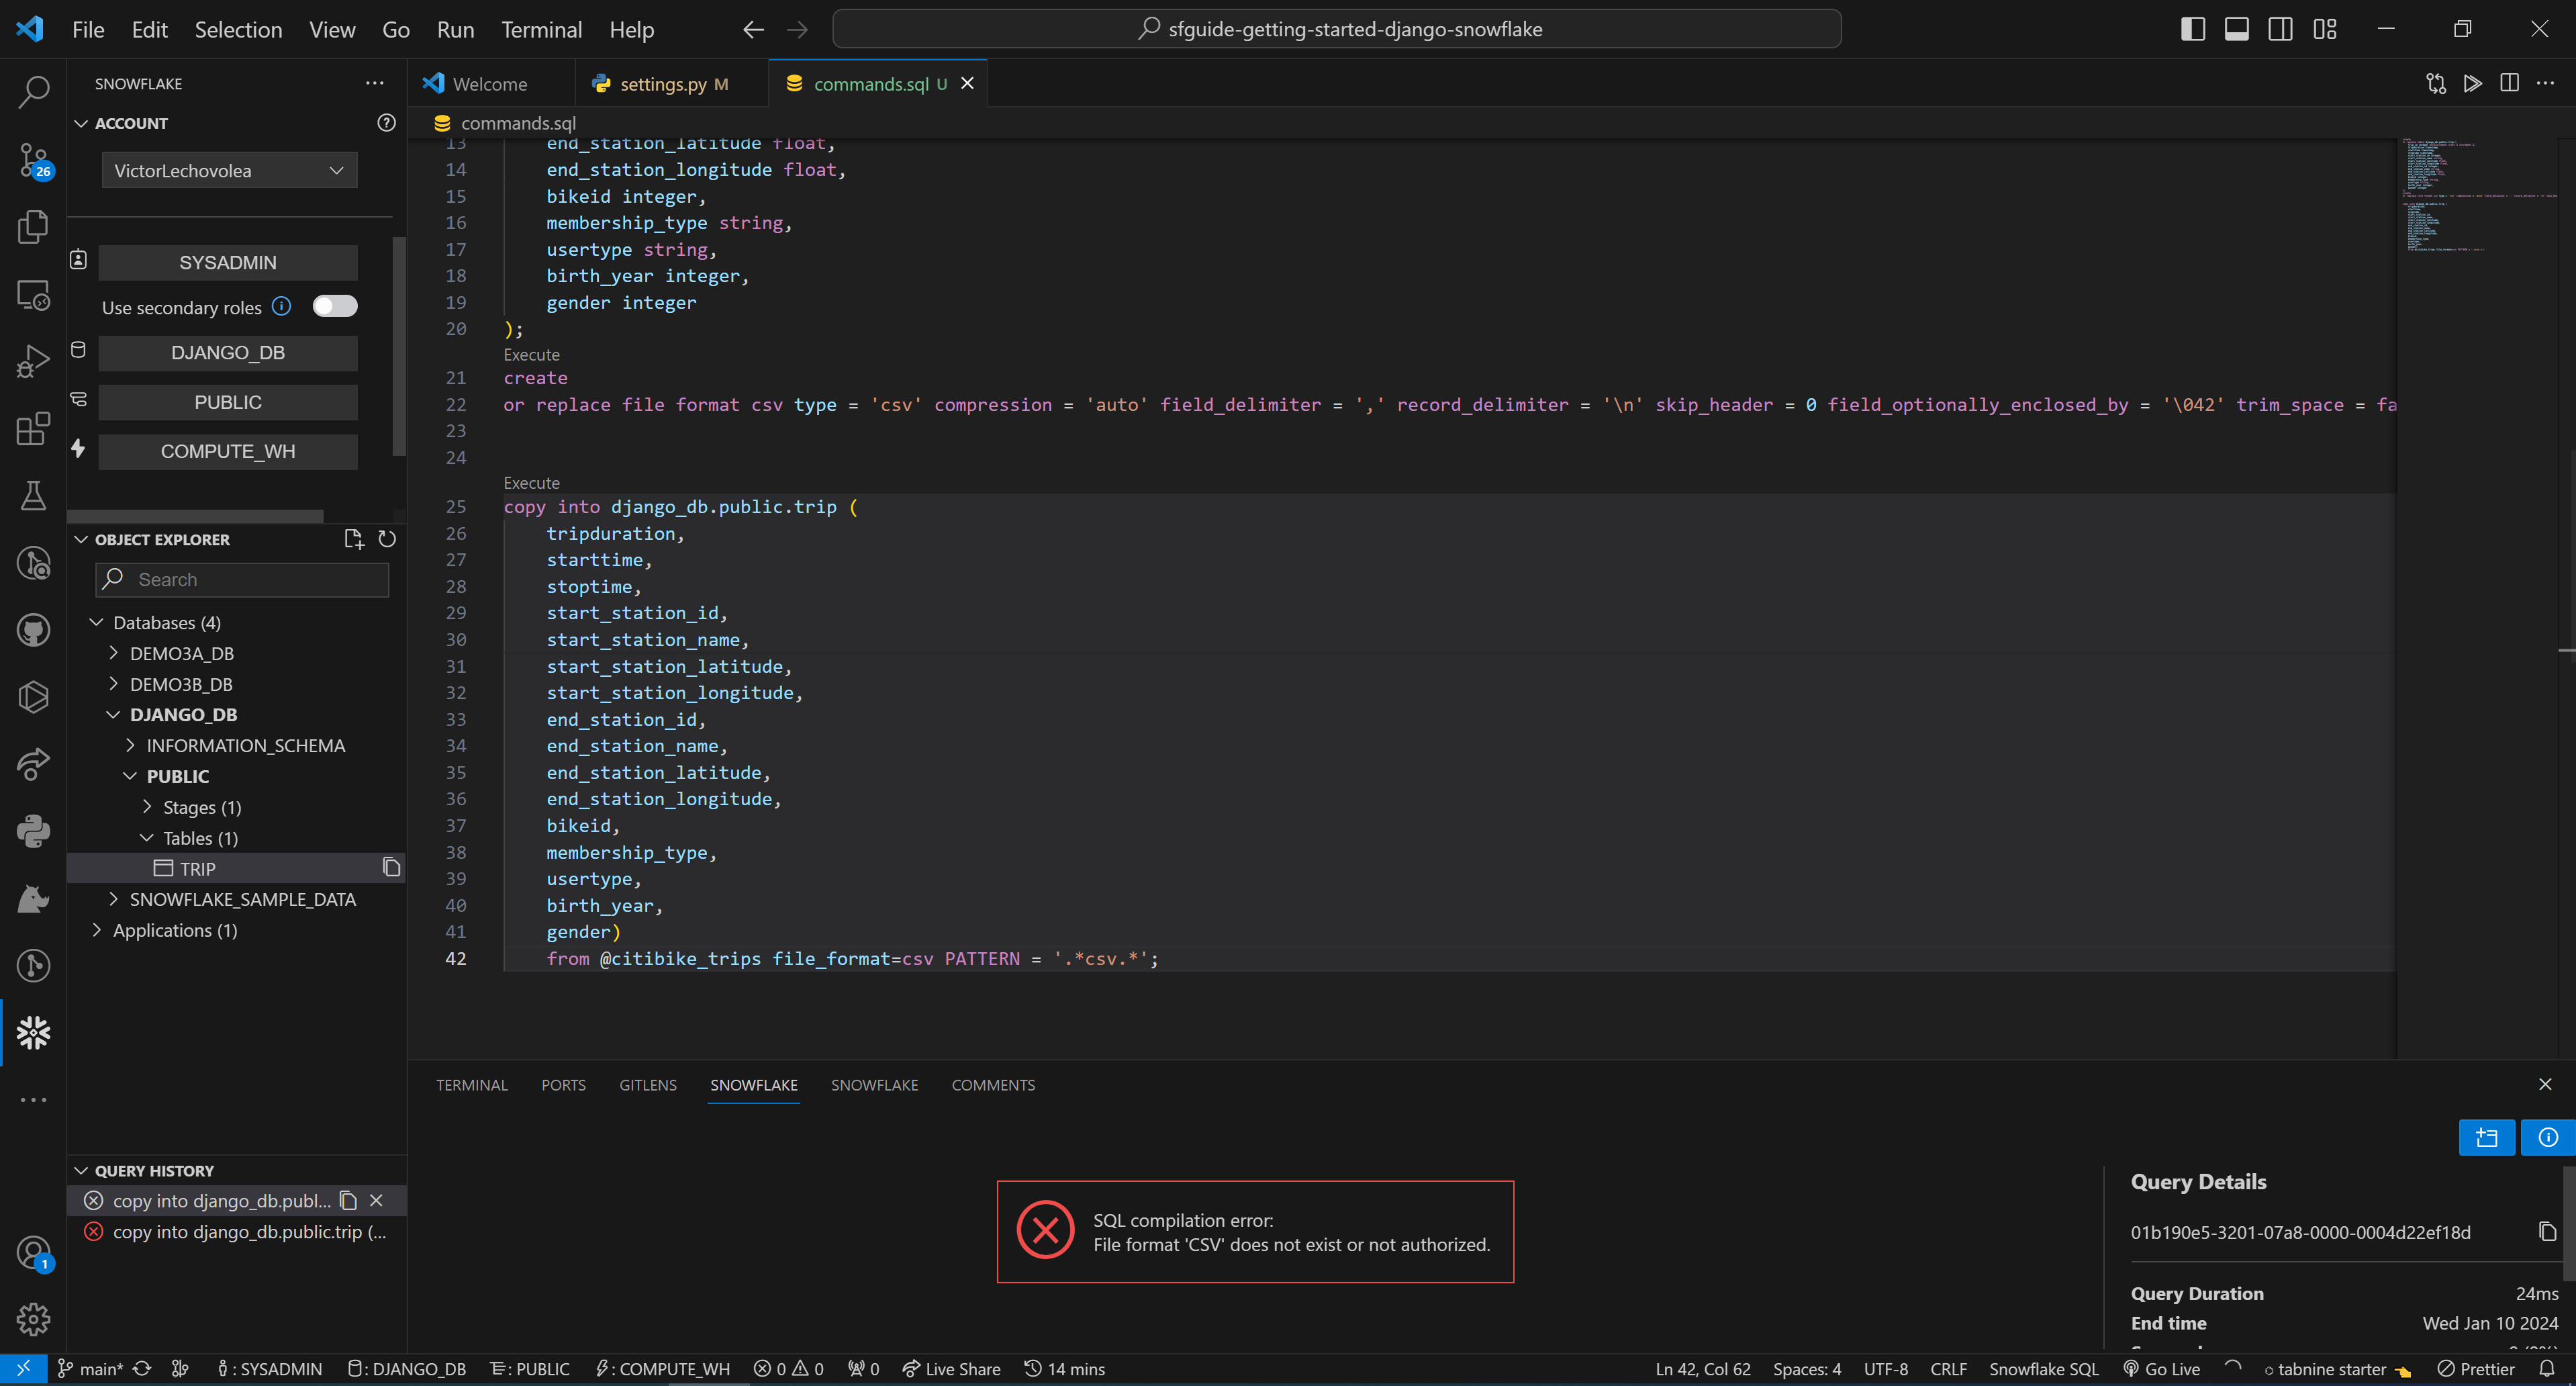 File Edit Selection View Go Run Terminal Help
sfguide-getting-started-django-snowflake
SNOWFLAKE
ACCOUNT
VictorLechovolea
SYSADMIN
Use secondary roles
DJANGO_DB
PUBLIC
COMPUTE_WH
OBJECT EXPLORER
Search
Databases (4)
DEMO3A_DB
DEMO3B_DB
DJANGO_DB
INFORMATION_SCHEMA
PUBLIC
Stages (1)
Tables (1)
TRIP
SNOWFLAKE_SAMPLE_DATA
Applications (1)
QUERY HISTORY
copy into django_db.publ...
copy into django_db.public.trip (...
26
1
Welcome settings.py M commands.sql U
commands.sql
13 end_station_latitude float,
14 end_station_longitude float,
15 bikeid integer,
16 membership_type string,
17 usertype string,
18 birth_year integer,
19 gender integer
20 );
Execute
21 create
22 or replace file format csv type = 'csv' compression = 'auto' field_delimiter = ',' record_delimiter = '\n' skip_header = 0 field_optionally_enclosed_by = '\042' trim_space = fa
23
24
Execute
25 copy into django_db.public.trip (
26 tripduration,
27 starttime,
28 stoptime,
29 start_station_id,
30 start_station_name,
31 start_station_latitude,
32 start_station_longitude,
33 end_station_id,
34 end_station_name,
35 end_station_latitude,
36 end_station_longitude,
37 bikeid,
38 membership_type,
39 usertype,
40 birth_year,
41 gender)
42 from @citibike_trips file_format=csv PATTERN = '.*csv.*';
TERMINAL PORTS GITLENS SNOWFLAKE SNOWFLAKE COMMENTS
SQL compilation error:
File format 'CSV' does not exist or not authorized.
Query Details
01b190e5-3201-07a8-0000-0004d22ef18d
Query Duration 24ms
End time Wed Jan 10 2024
main* : SYSADMIN : DJANGO_DB : PUBLIC : COMPUTE_WH 0 0 0 Live Share 14 mins Ln 42, Col 62 Spaces: 4 UTF-8 CRLF Snowflake SQL Go Live tabnine starter Prettier